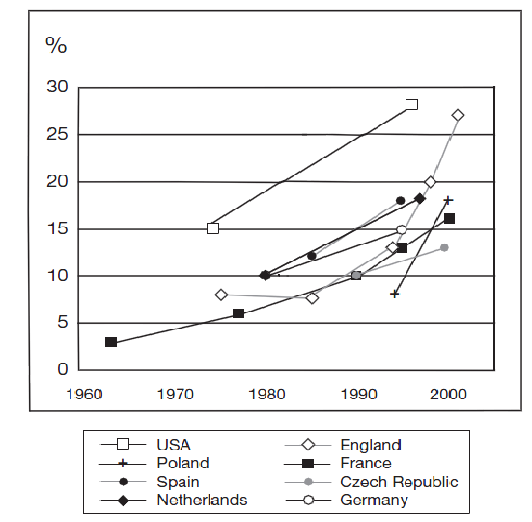 %
30
25
20
15
10
5
0
1960 1970 1980 1990 2000
USA England
Poland France
Spain Czech Republic
Netherlands Germany